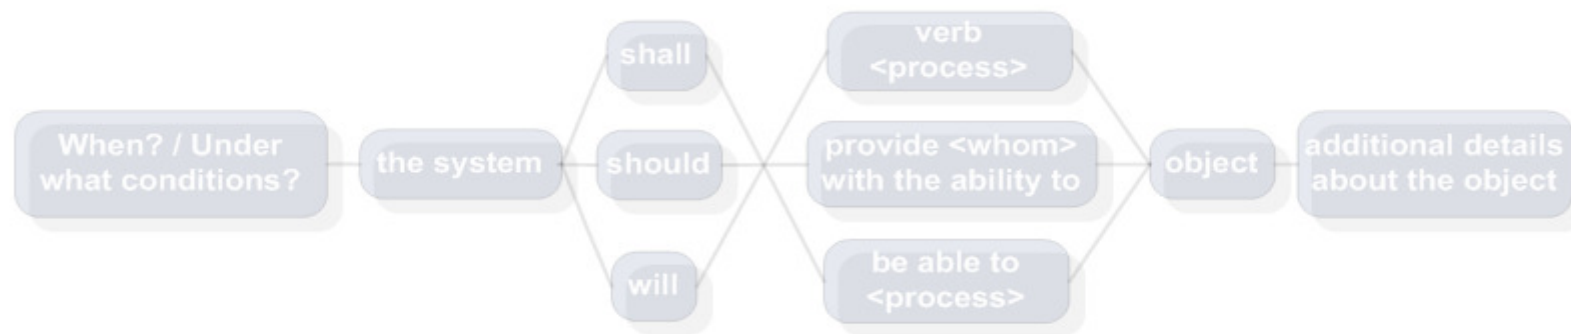 When? / Under
what conditions?
the system
shall
should
will
verb
<process>
provide <whom>
with the ability to
be able to
<process>
object
additional details
about the object